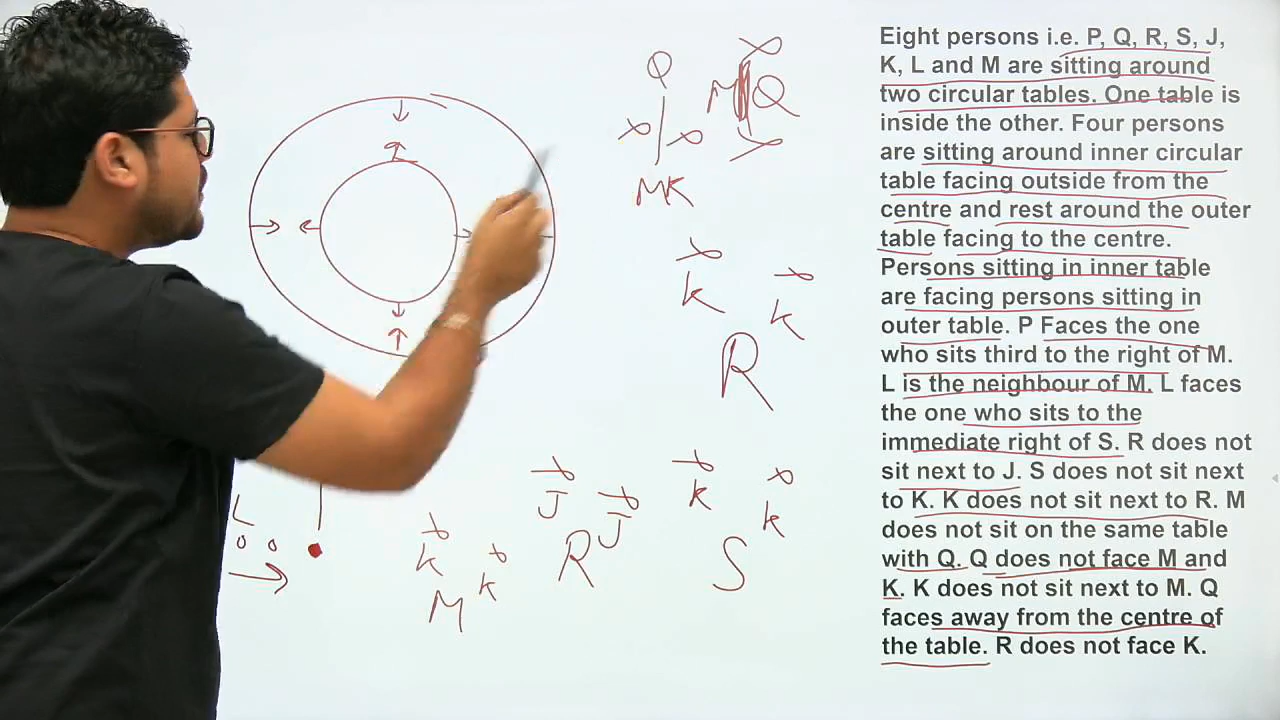 Eight persons i.e. P, Q, R, S, J,
K, L and M are sitting around
two circular tables. One table is
inside the other. Four persons
are sitting around inner circular
table facing outside from the
centre and rest around the outer
table facing to the centre.
Persons sitting in inner table
are facing persons sitting in
outer table. P Faces the one
who sits third to the right of M.
L is the neighbour of M. L faces
the one who sits to the
immediate right of S. R does not
sit next to J. S does not sit next
to K. K does not sit next to R. M
does not sit on the same table
with Q. Q does not face M and
K. K does not sit next to M. Q
faces away from the centre of
the table. R does not face K.
Q
M Q
MK
K K
R
L
K K
M
J J
R
K K
S